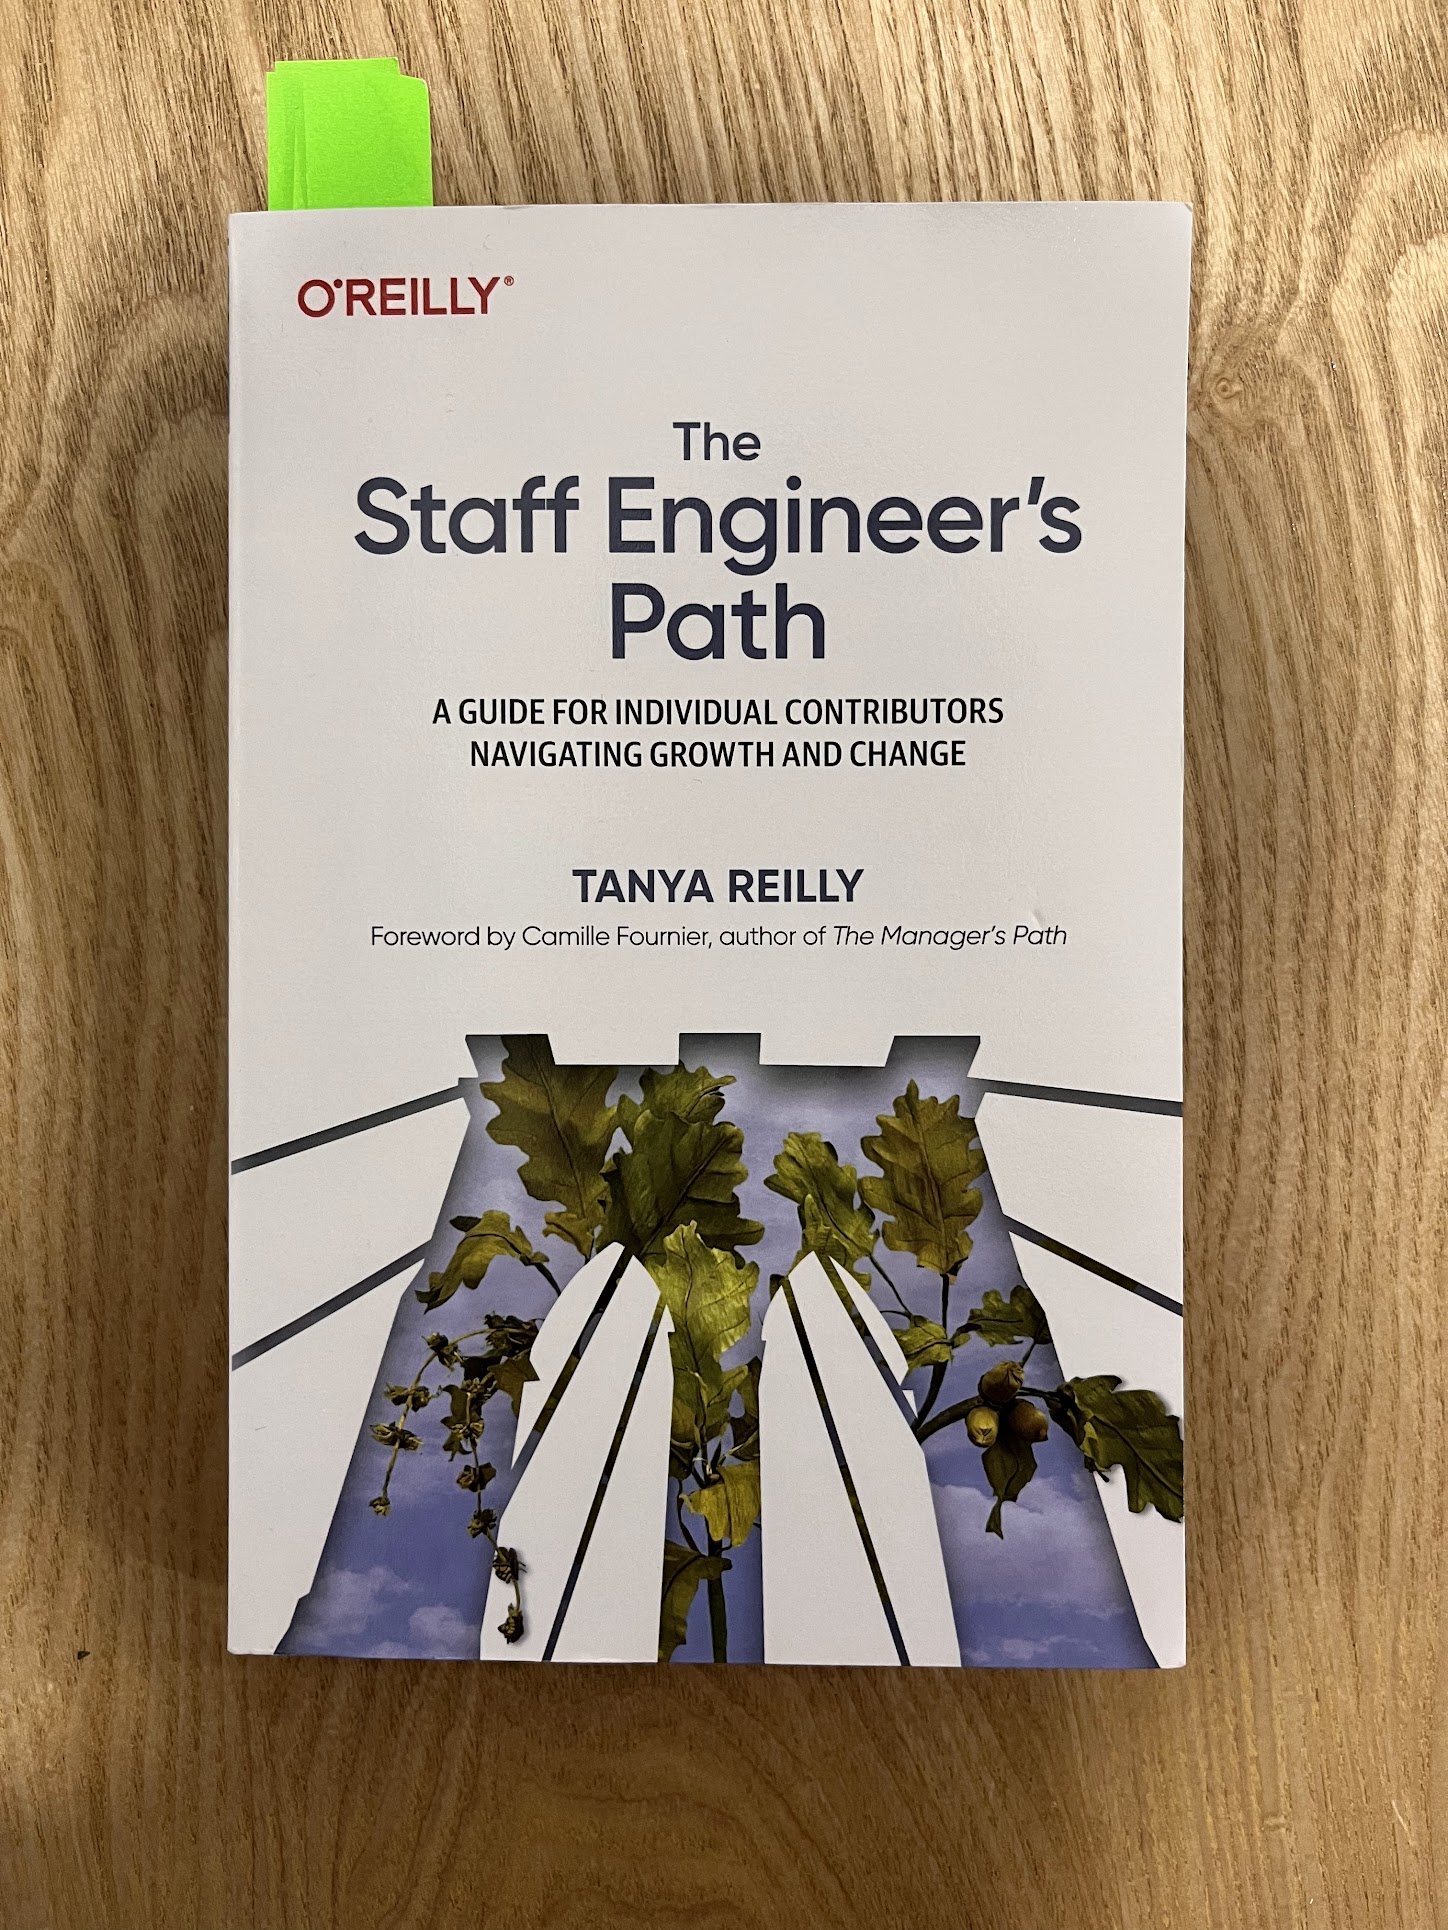 O'REILLY®
The
Staff Engineer's
Path
A GUIDE FOR INDIVIDUAL CONTRIBUTORS
NAVIGATING GROWTH AND CHANGE
TANYA REILLY
Foreword by Camille Fournier, author of The Manager's Path